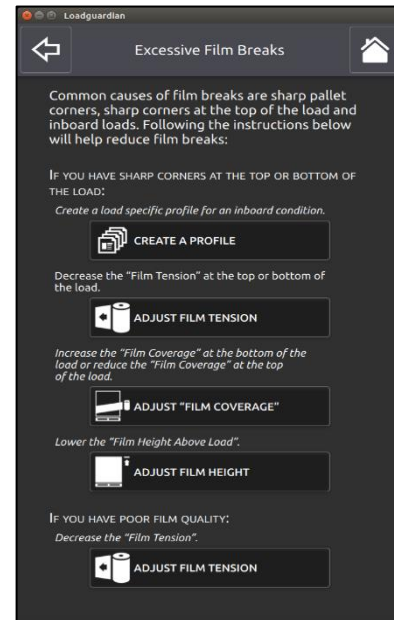 Loadguardian
Excessive Film Breaks
Common causes of film breaks are sharp pallet
corners, sharp corners at the top of the load and
inboard loads. Following the instructions below
will help reduce film breaks:
IF YOU HAVE SHARP CORNERS AT THE TOP OR BOTTOM OF
THE LOAD:
Create a load specific profile for an inboard condition.
CREATE A PROFILE
Decrease the “Film Tension” at the top or bottom of
the load.
ADJUST FILM TENSION
Increase the “Film Coverage” at the bottom of the
load or reduce the “Film Coverage” at the top
of the load.
ADJUST “FILM COVERAGE”
Lower the “Film Height Above Load”.
ADJUST FILM HEIGHT
IF YOU HAVE POOR FILM QUALITY:
Decrease the “Film Tension”.
ADJUST FILM TENSION